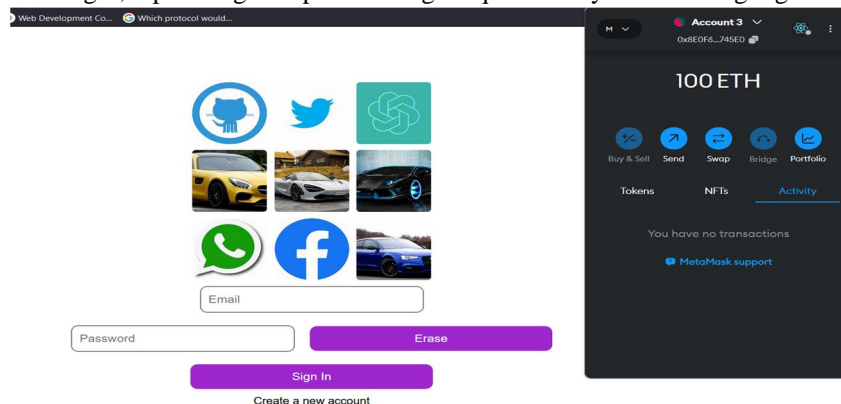 Web Development Co... Which protocol would...
M
Account 3
0x8E0F6...745E0
100 ETH
Buy & Sell Send Swap Bridge Portfolio
Tokens NFTs Activity
You have no transactions
MetaMask support
Email
Password Erase
Sign In
Create a new account